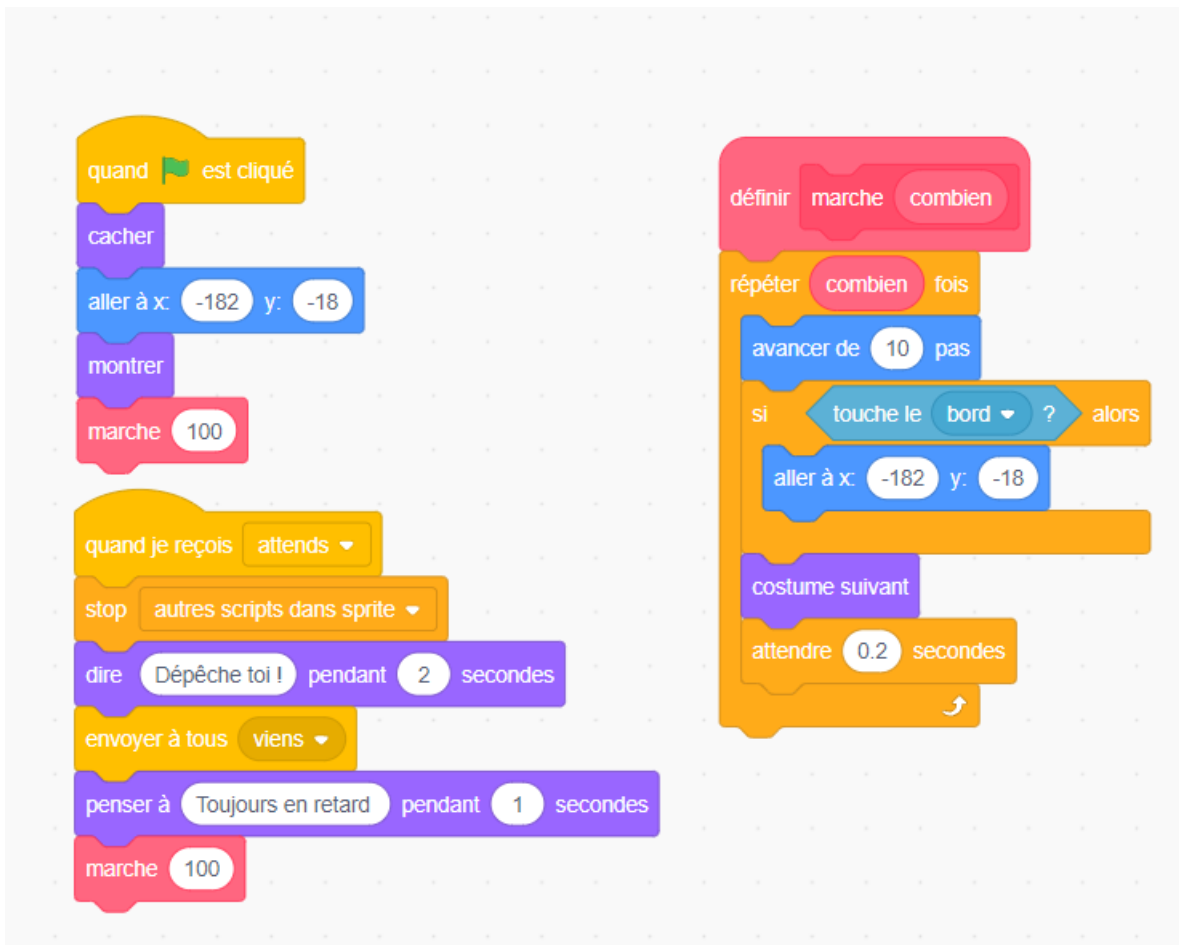 quand est cliqué
cacher
aller à x: -182 y: -18
montrer
marche 100
quand je reçois attends
stop autres scripts dans sprite
dire Dépêche toi ! pendant 2 secondes
envoyer à tous viens
penser à Toujours en retard pendant 1 secondes
marche 100
définir marche combien
répéter combien fois
avancer de 10 pas
si touche le bord ? alors
aller à x: -182 y: -18
costume suivant
attendre 0.2 secondes